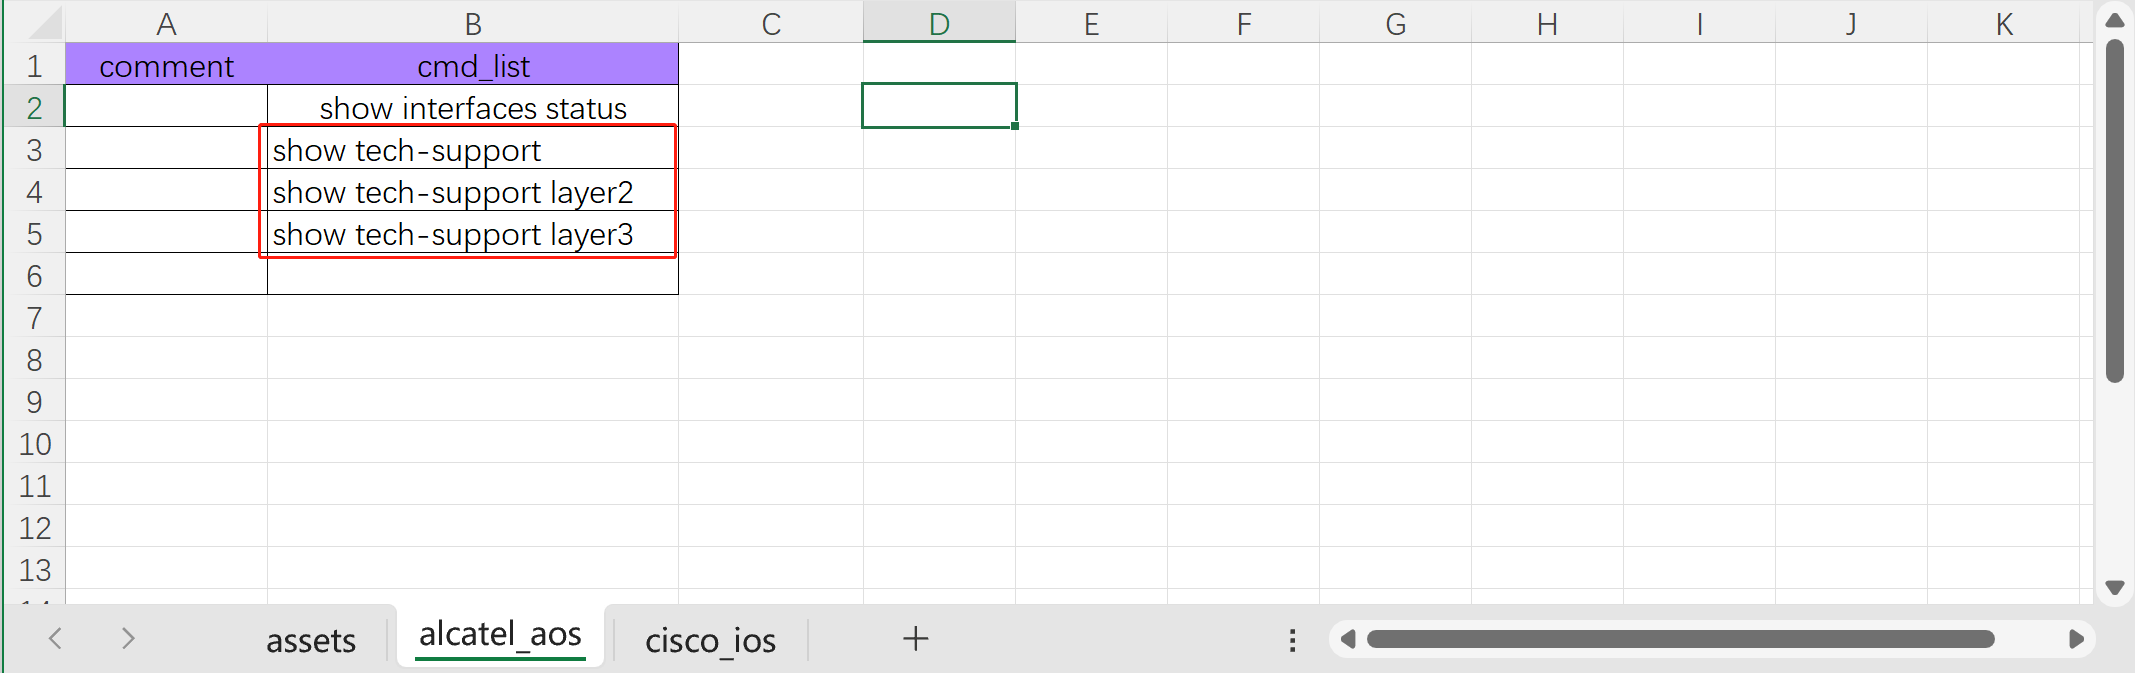 A B C D E F G H I J K
1 comment cmd_list
2 show interfaces status
3 show tech-support
4 show tech-support layer2
5 show tech-support layer3
6
7
8
9
10
11
12
13
assets alcatel_aos cisco_ios +